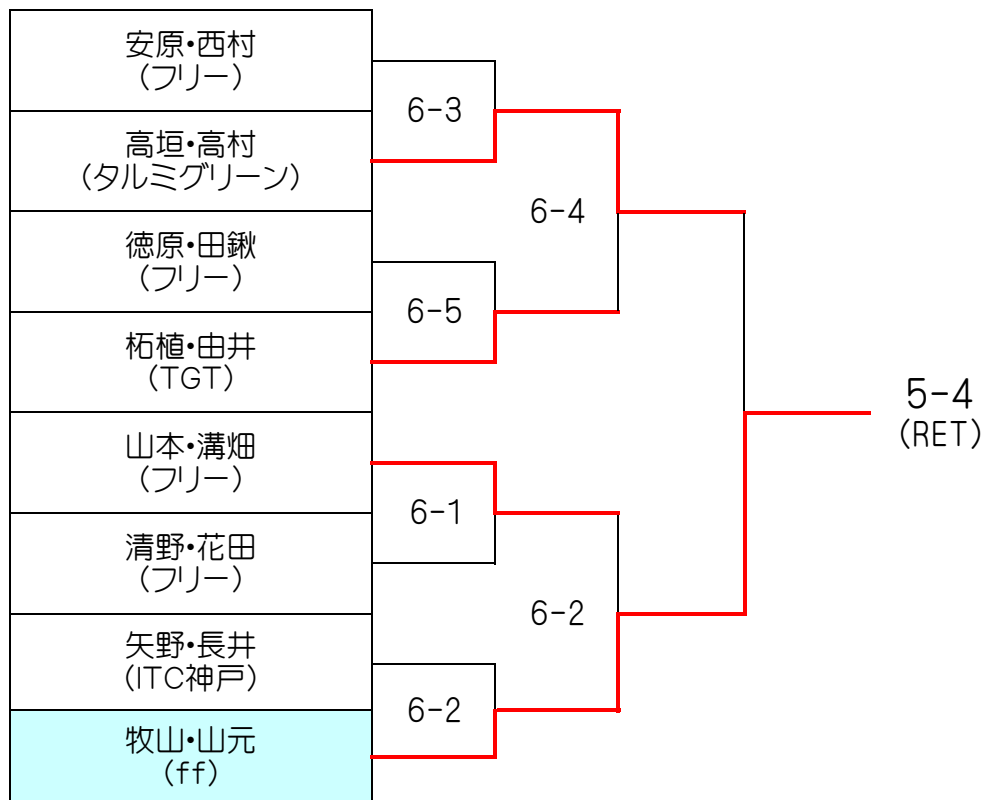 安原・西村
(フリー)
高垣・高村
(タルミグリーン)
徳原・田鍬
(フリー)
柘植・由井
(TGT)
山本・溝畑
(フリー)
清野・花田
(フリー)
矢野・長井
(ITC神戸)
牧山・山元
(ff)
6-3
6-5
6-1
6-2
6-4
6-2
5-4
(RET)